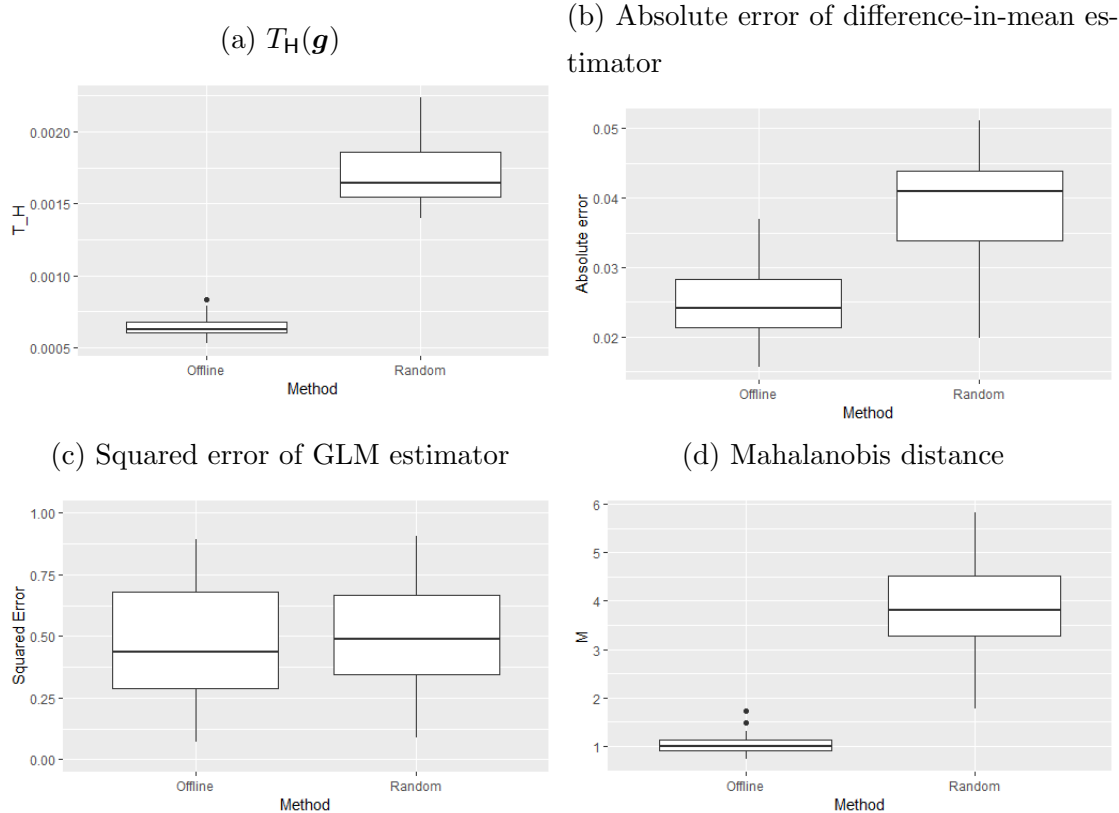 (a) T_H(g)
0.0020
0.0015
0.0010
0.0005
T_H
Offline
Random
Method
(b) Absolute error of difference-in-mean es-
timator
0.05
0.04
0.03
0.02
Absolute error
Offline
Random
Method
(c) Squared error of GLM estimator
1.00
0.75
0.50
0.25
0.00
Squared Error
Offline
Random
Method
(d) Mahalanobis distance
6
5
4
3
2
1
M
Offline
Random
Method